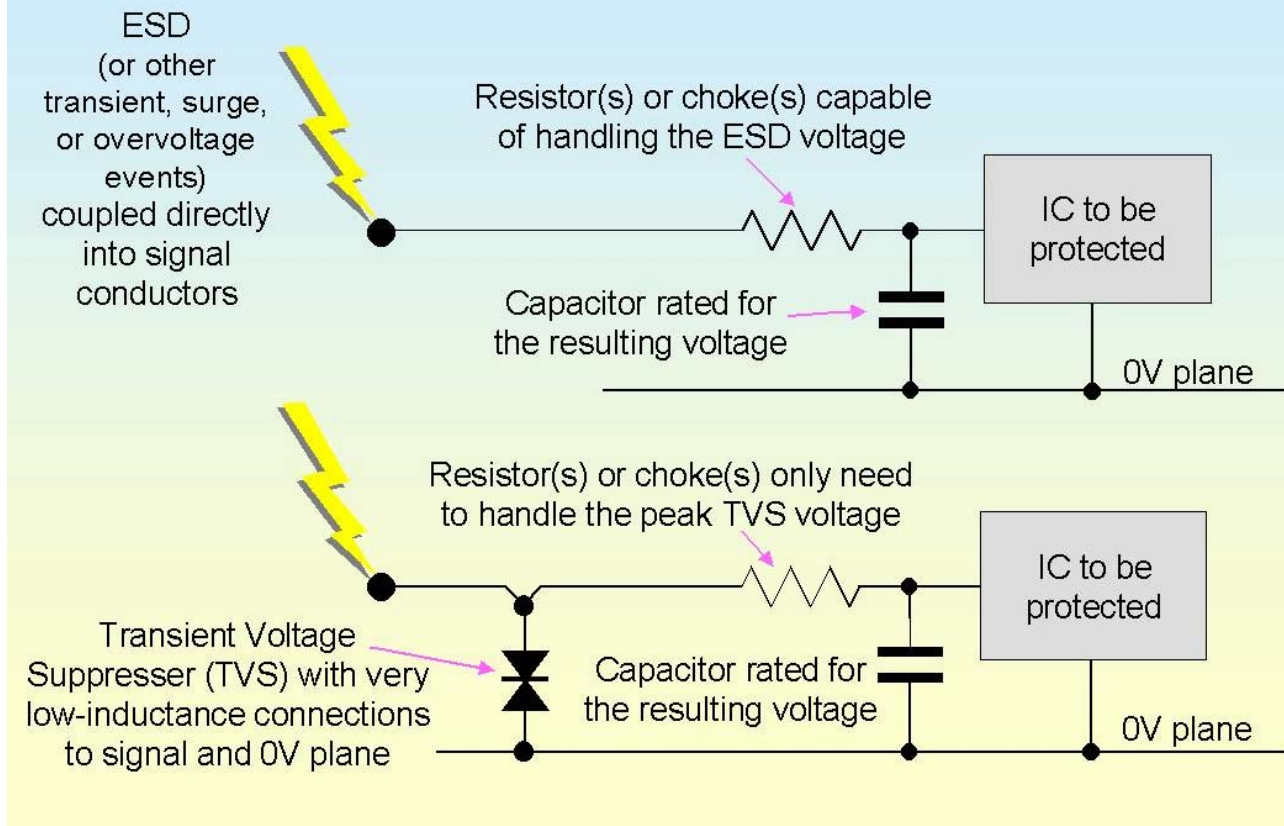 ESD
(or other
transient, surge,
or overvoltage
events)
coupled directly
into signal
conductors
Resistor(s) or choke(s) capable
of handling the ESD voltage
IC to be
protected
Capacitor rated for
the resulting voltage
0V plane
Resistor(s) or choke(s) only need
to handle the peak TVS voltage
IC to be
protected
Transient Voltage
Suppresser (TVS) with very
low-inductance connections
to signal and 0V plane
Capacitor rated for
the resulting voltage
0V plane